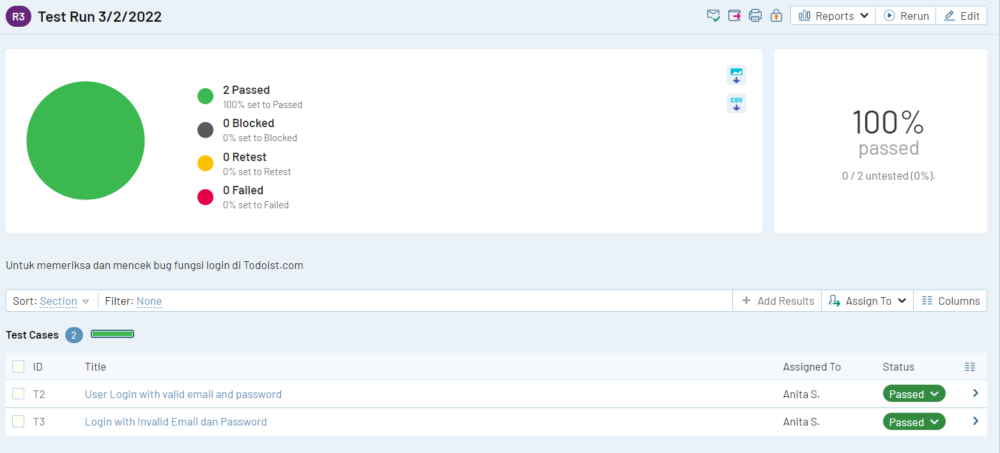 R3 Test Run 3/2/2022 Reports Rerun Edit
2 Passed
100% set to Passed
0 Blocked
0% set to Blocked
0 Retest
0% set to Retest
0 Failed
0% set to Failed
CSV
100%
passed
0 / 2 untested (0%).
Untuk memeriksa dan mencek bug fungsi login di Todoist.com
Sort: Section Filter: None + Add Results Assign To Columns
Test Cases 2
ID Title Assigned To Status
T2 User Login with valid email and password Anita S. Passed
T3 Login with Invalid Email dan Password Anita S. Passed